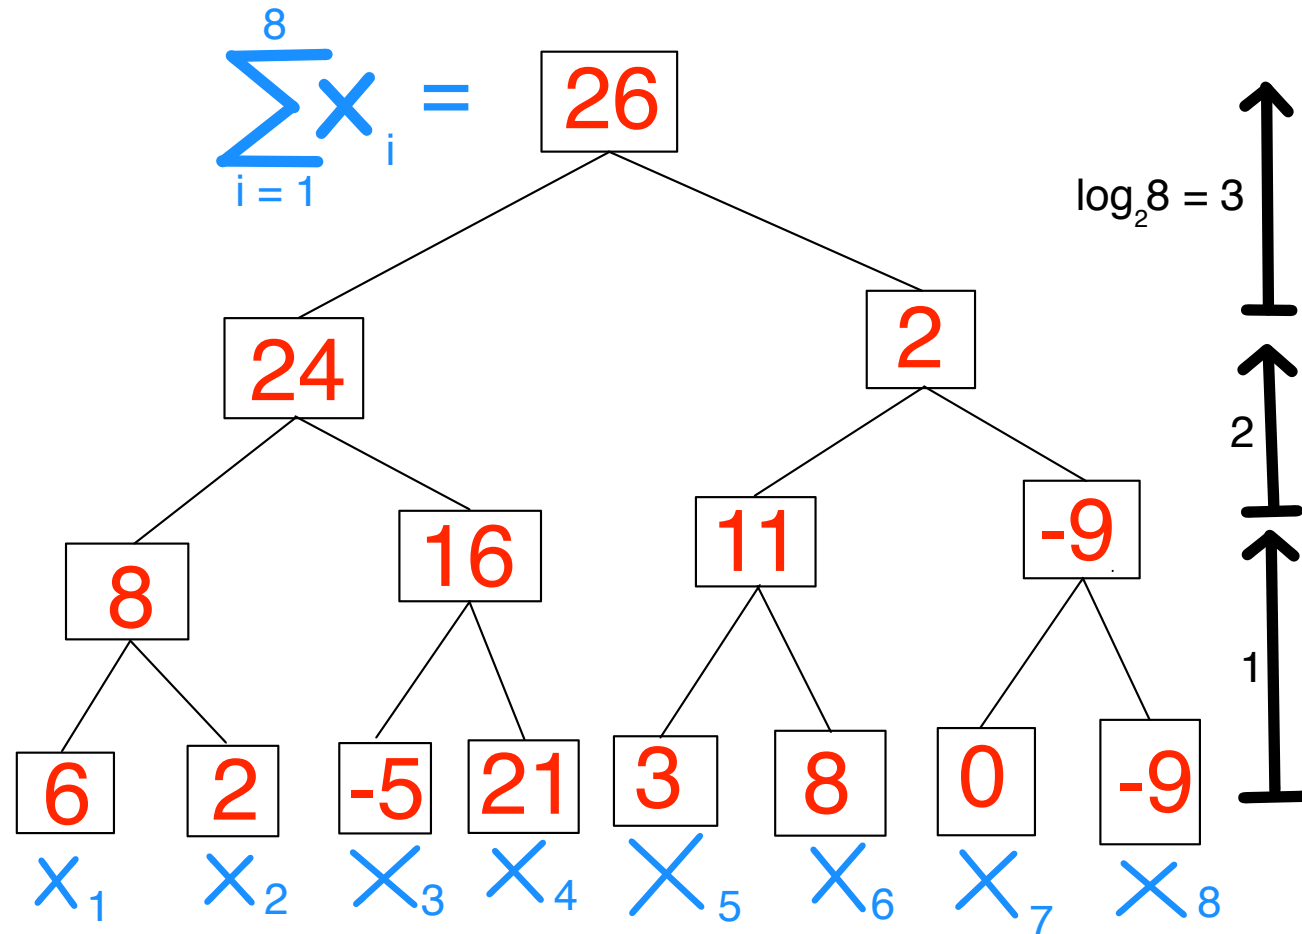 8
∑ x i = 26
i = 1
log₂8 = 3
24 2
2
8 16 11 -9
1
6 2 -5 21 3 8 0 -9
X₁ X₂ X₃ X₄ X₅ X₆ X₇ X₈